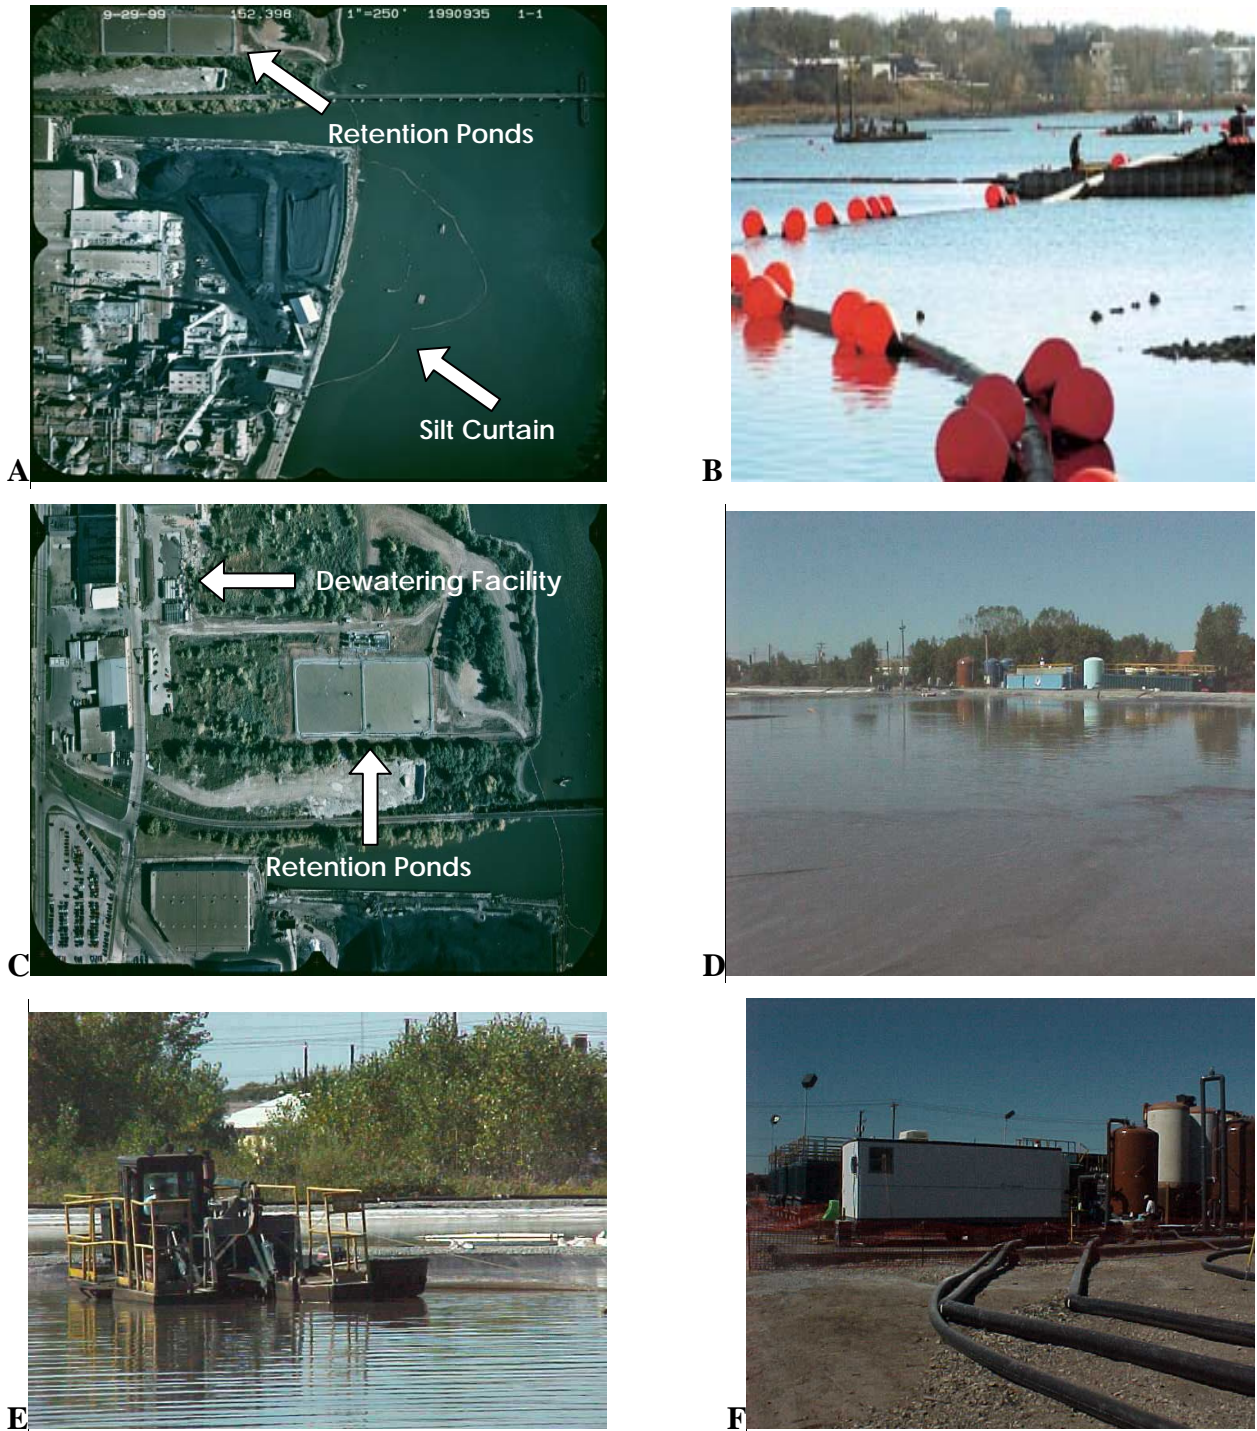 9-29-99 152.398 1"=250' 1990935 1-1
Retention Ponds
Silt Curtain
A
B
Dewatering Facility
Retention Ponds
C
D
E
F